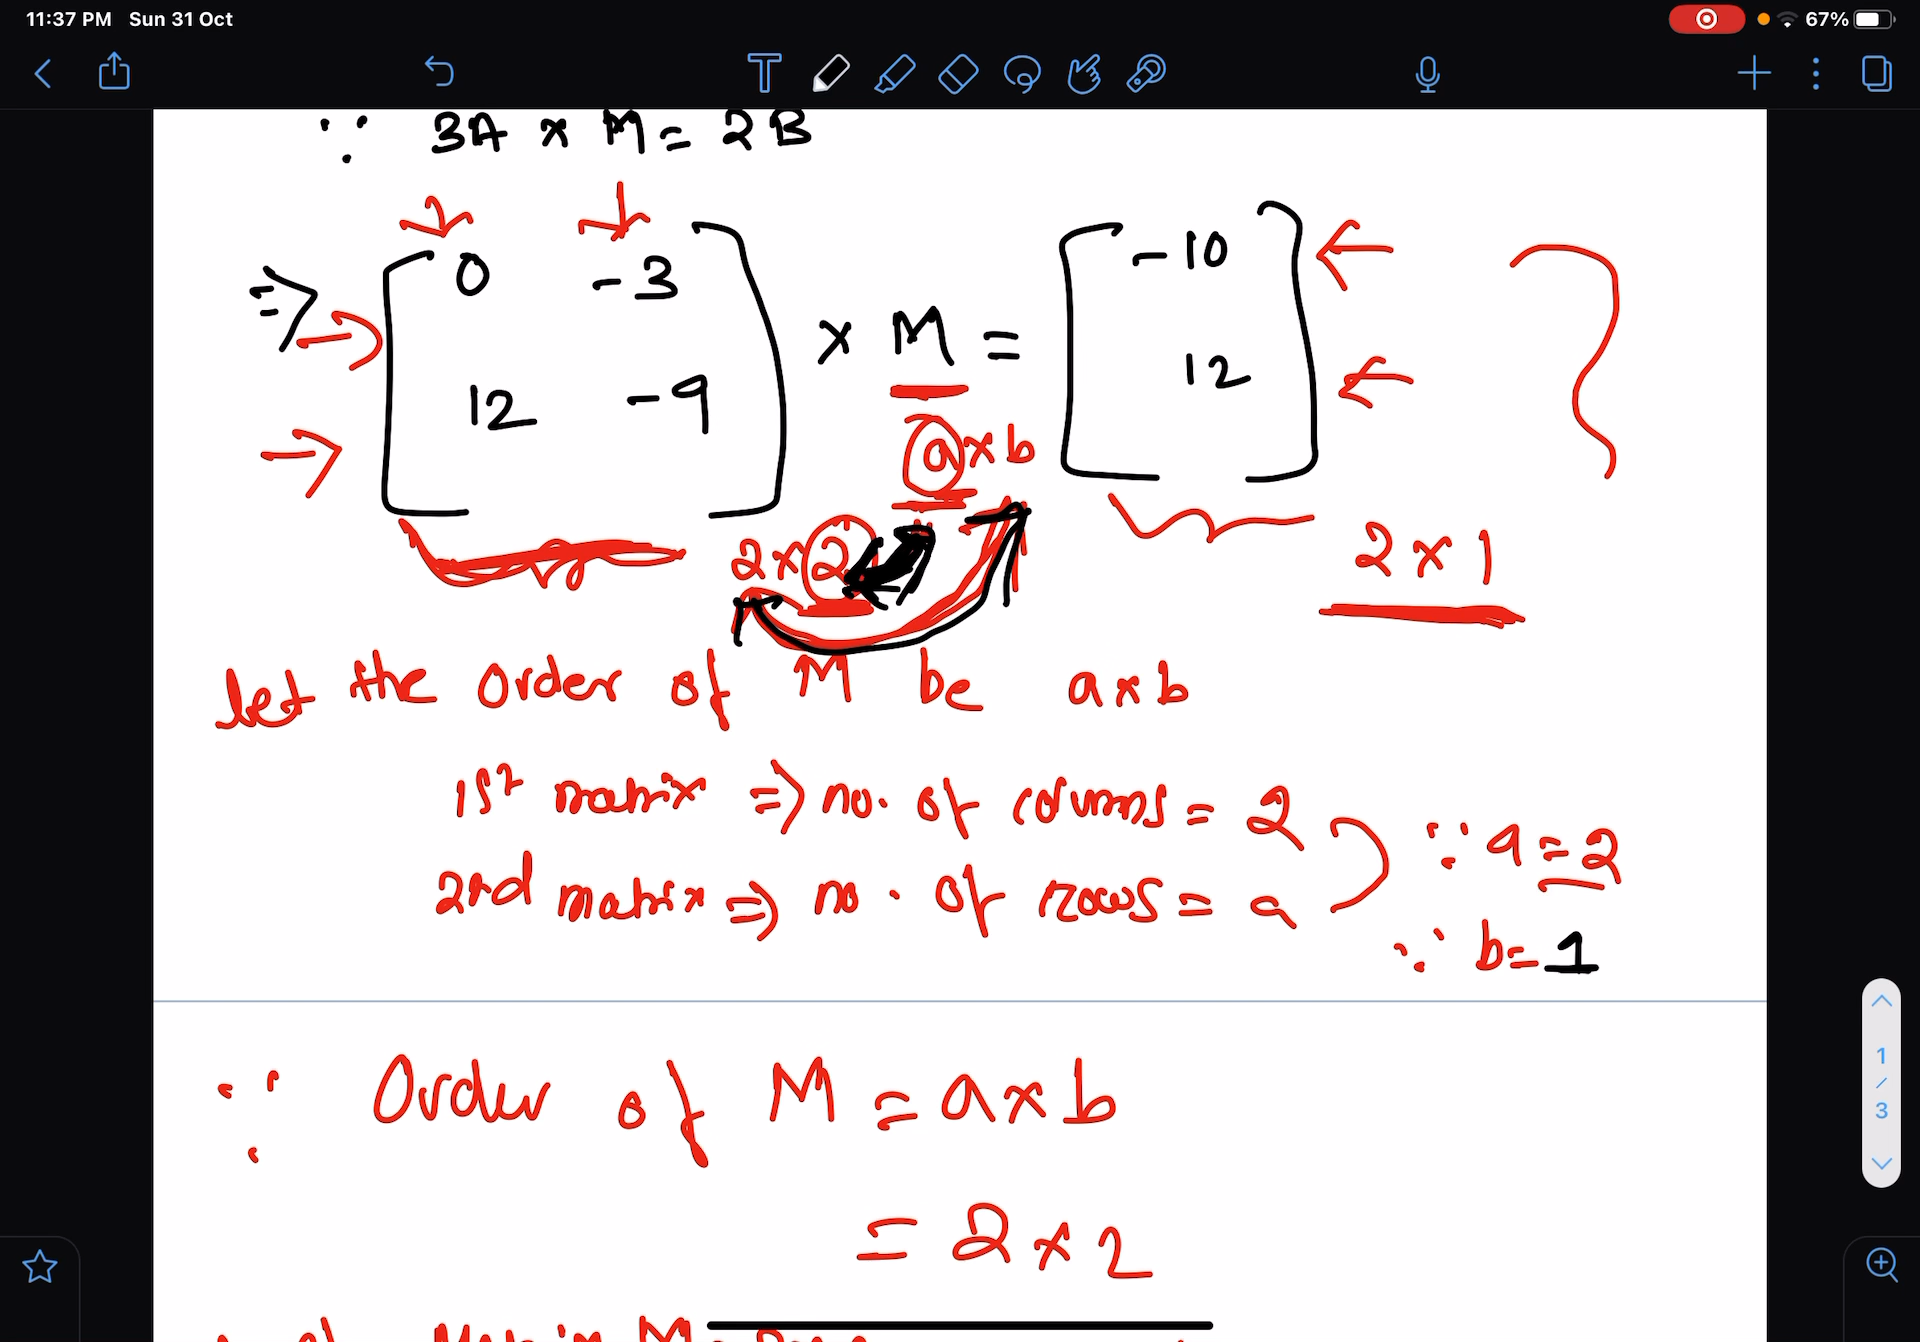 11:37 PM Sun 31 Oct
67%
∵ 3A × M = 2B
⇒ [ 0 -3 ] × M = [ -10 ]
[ 12 -9 ] [ 12 ]
a × b
2 × 2
2 × 1
let the order of M be a × b
1st matrix ⇒ no. of columns = 2
∵ a = 2
2nd matrix ⇒ no. of rows = a
∵ b = 1
∵ Order of M = a × b
= 2 × 2
1
/
3